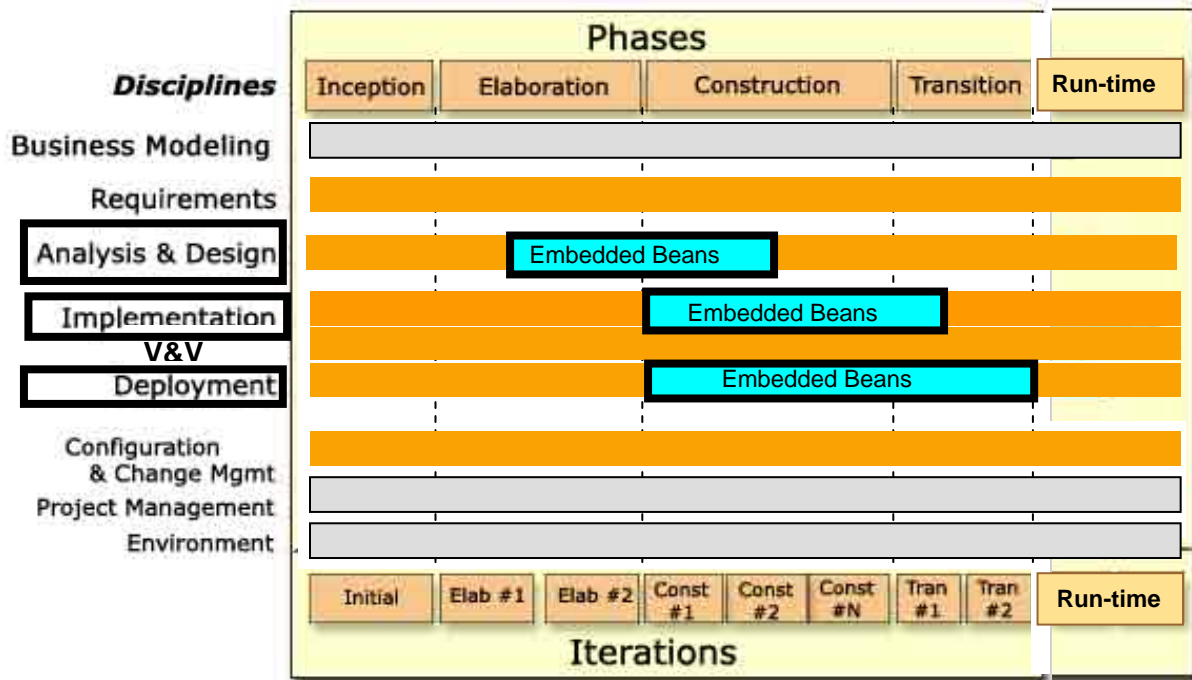 Phases
Disciplines
Inception
Elaboration
Construction
Transition
Run-time
Business Modeling
Requirements
Analysis & Design
Embedded Beans
Implementation
Embedded Beans
V&V
Deployment
Embedded Beans
Configuration
& Change Mgmt
Project Management
Environment
Initial
Elab #1
Elab #2
Const
#1
Const
#2
Const
#N
Tran
#1
Tran
#2
Run-time
Iterations